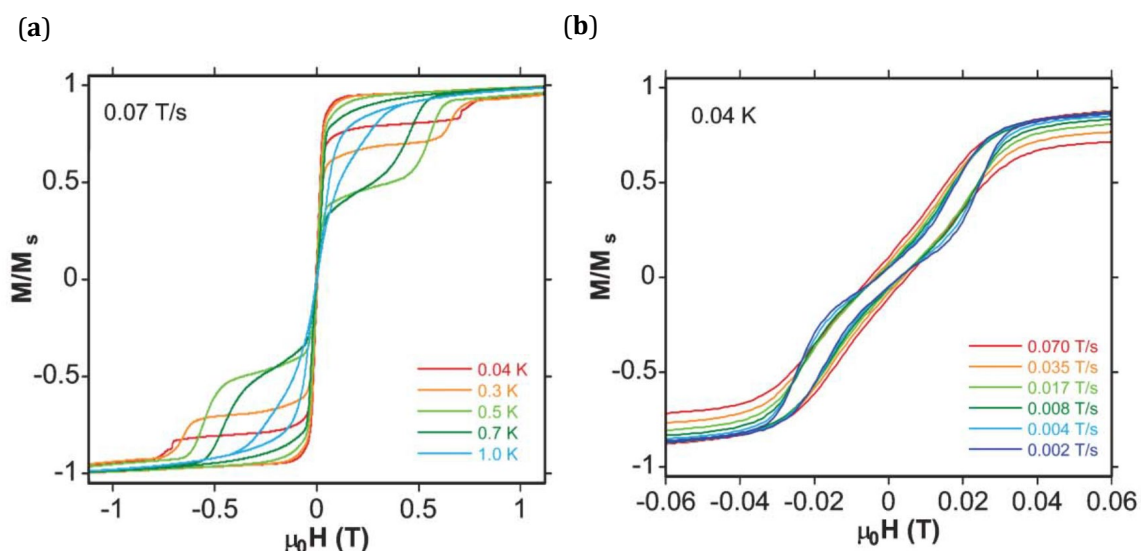 (a)
0.07 T/s
1
0.5
0
-0.5
-1
M/M s
0.04 K
0.3 K
0.5 K
0.7 K
1.0 K
-1 -0.5 0 0.5 1
μ0H (T)
(b)
0.04 K
1
0.5
0
-0.5
-1
M/M s
0.070 T/s
0.035 T/s
0.017 T/s
0.008 T/s
0.004 T/s
0.002 T/s
-0.06 -0.04 -0.02 0 0.02 0.04 0.06
μ0H (T)